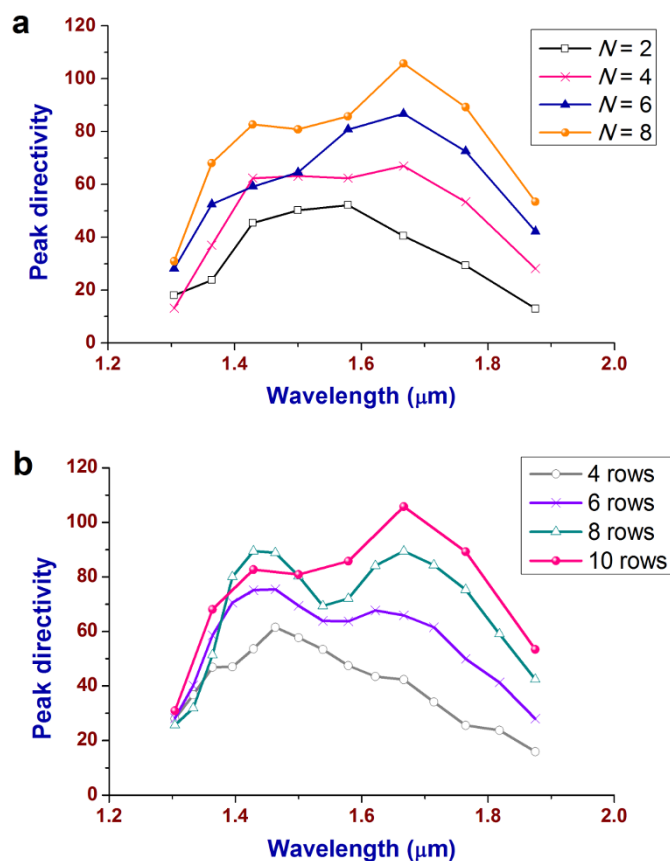 a
120
100
80
60
40
20
0
Peak directivity
1.2
1.4
1.6
1.8
2.0
Wavelength (μm)
N = 2
N = 4
N = 6
N = 8
b
120
100
80
60
40
20
0
Peak directivity
1.2
1.4
1.6
1.8
2.0
Wavelength (μm)
4 rows
6 rows
8 rows
10 rows